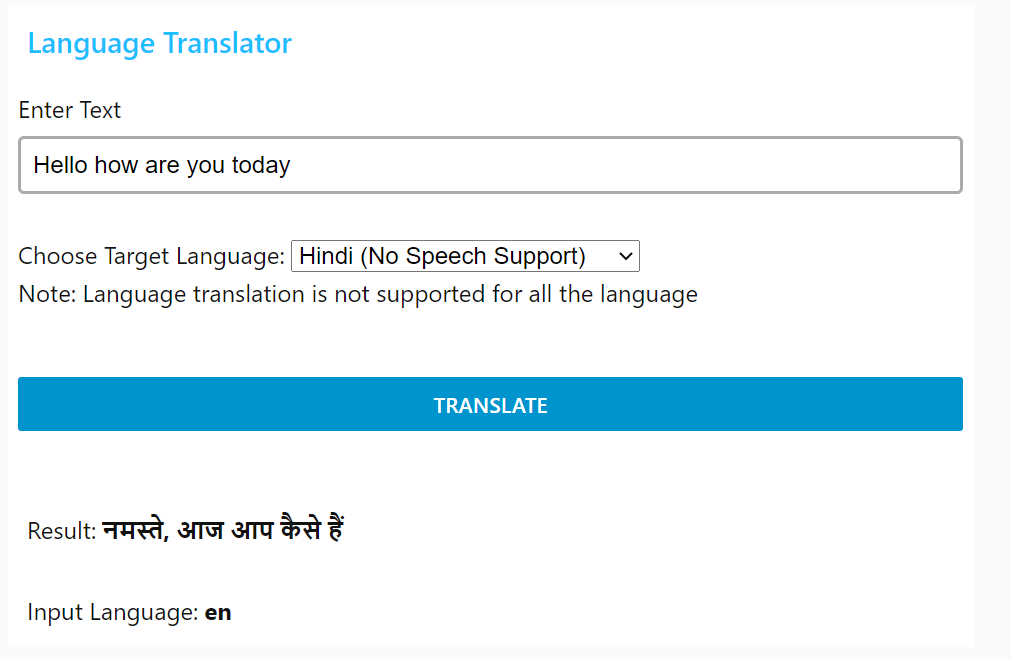 Language Translator
Enter Text
Hello how are you today
Choose Target Language: Hindi (No Speech Support)
Note: Language translation is not supported for all the language
TRANSLATE
Result: नमस्ते, आज आप कैसे हैं
Input Language: en